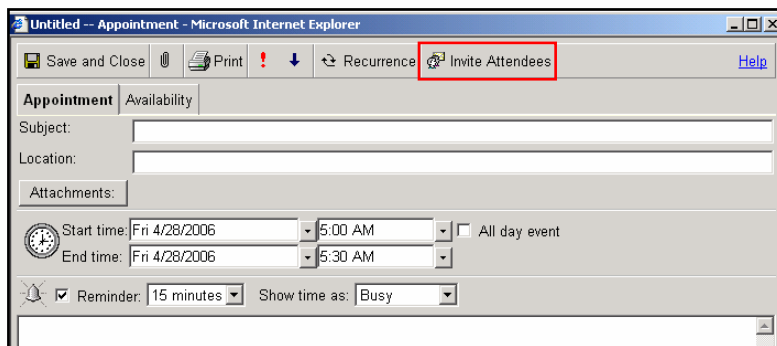 Untitled -- Appointment - Microsoft Internet Explorer
Save and Close Print ! Recurrence Invite Attendees Help
Appointment Availability
Subject:
Location:
Attachments:
Start time: Fri 4/28/2006 5:00 AM All day event
End time: Fri 4/28/2006 5:30 AM
Reminder: 15 minutes Show time as: Busy